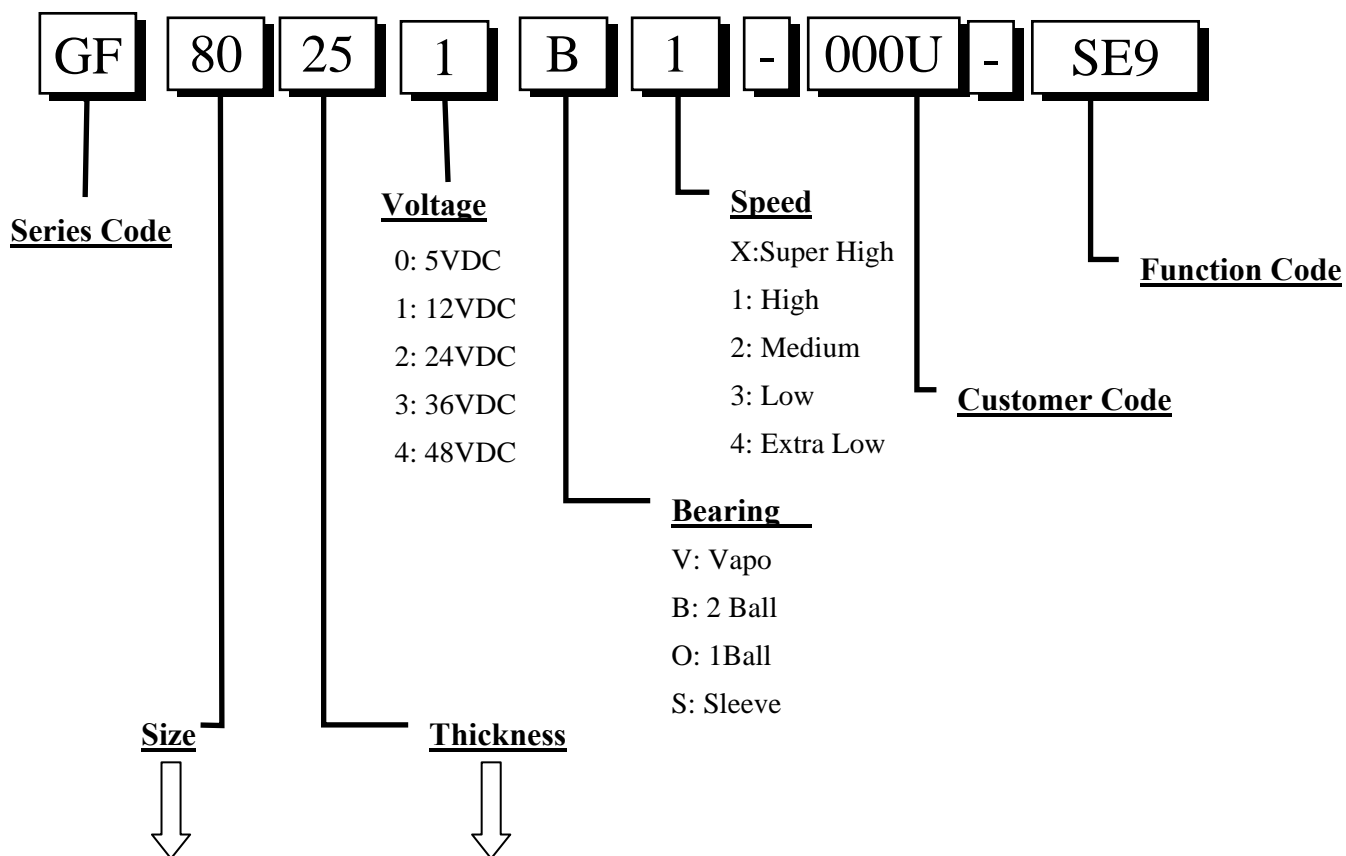 GF 80 25 1 B 1 - 000U - SE9
Series Code
Voltage
0: 5VDC
1: 12VDC
2: 24VDC
3: 36VDC
4: 48VDC
Speed
X:Super High
1: High
2: Medium
3: Low
4: Extra Low
Function Code
Customer Code
Bearing
V: Vapo
B: 2 Ball
O: 1Ball
S: Sleeve
Size
Thickness